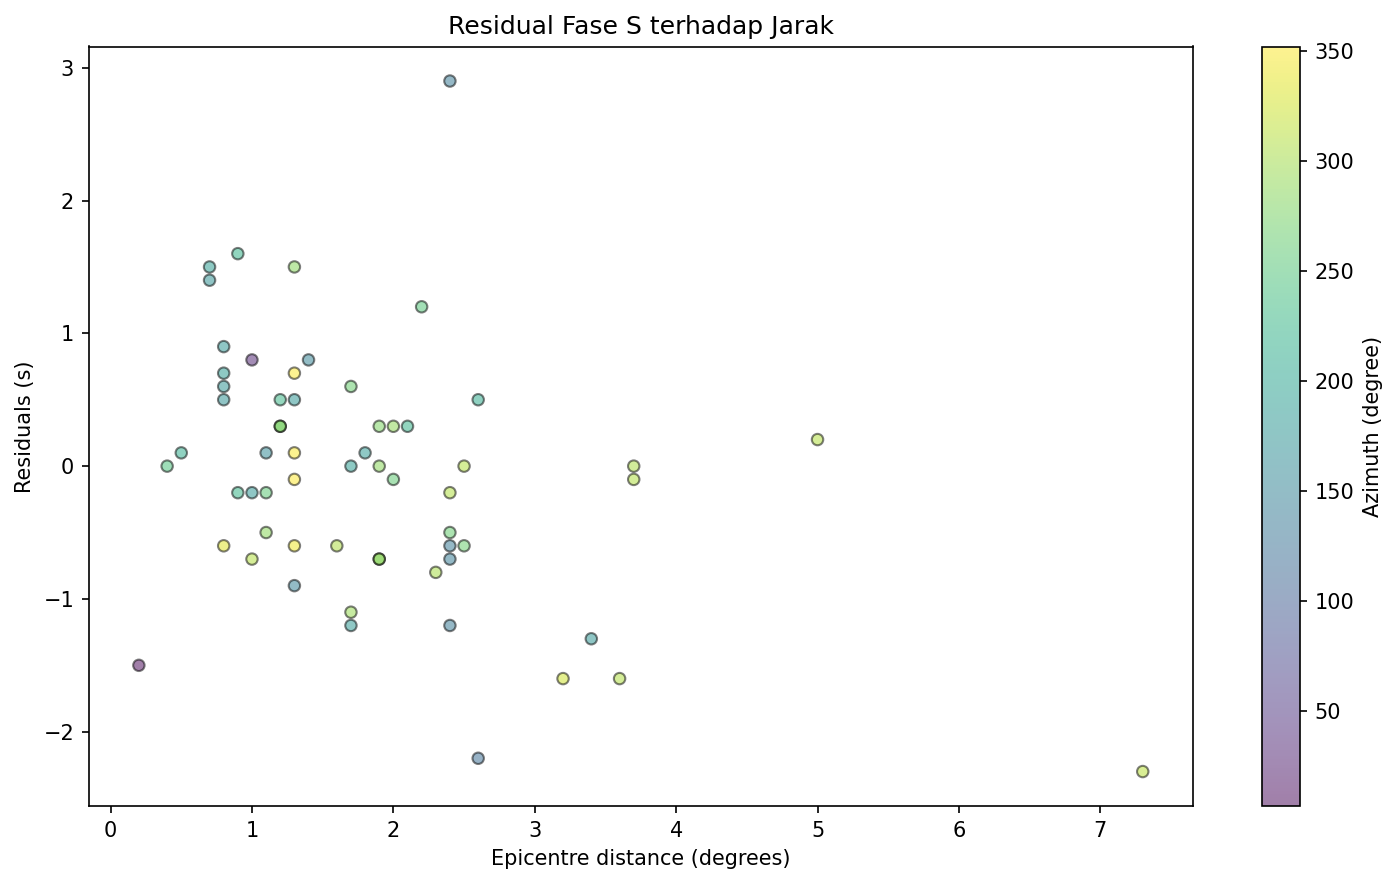 Residual Fase S terhadap Jarak
3
2
1
0
−1
−2
Residuals (s)
0 1 2 3 4 5 6 7
Epicentre distance (degrees)
350
300
250
200
150
100
50
Azimuth (degree)